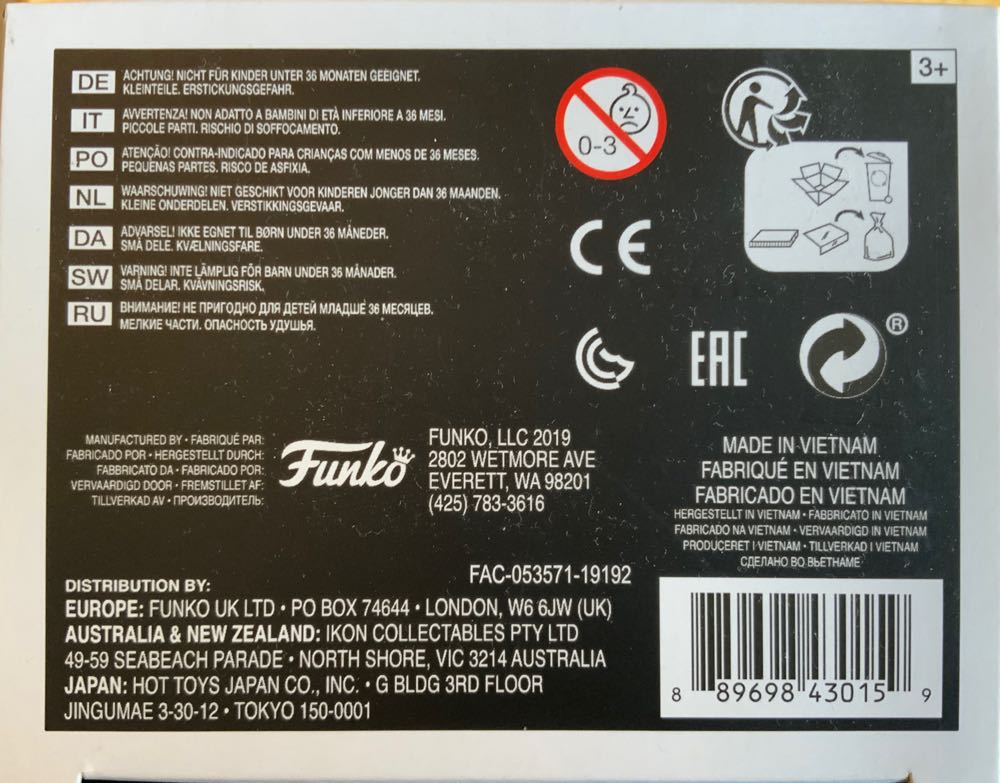 3+
DE
ACHTUNG! NICHT FÜR KINDER UNTER 36 MONATEN GEEIGNET.
KLEINTEILE. ERSTICKUNGSGEFAHR.
IT
AVVERTENZA! NON ADATTO A BAMBINI DI ETÀ INFERIORE A 36 MESI.
PICCOLE PARTI. RISCHIO DI SOFFOCAMENTO.
PO
ATENÇÃO! CONTRA-INDICADO PARA CRIANÇAS COM MENOS DE 36 MESES.
PEQUENAS PARTES. RISCO DE ASFIXIA.
NL
WAARSCHUWING! NIET GESCHIKT VOOR KINDEREN JONGER DAN 36 MAANDEN.
KLEINE ONDERDELEN. VERSTIKKINGSGEVAAR.
DA
ADVARSEL! IKKE EGNET TIL BØRN UNDER 36 MÅNEDER.
SMÅ DELE. KVÆLNINGSFARE.
SW
VARNING! INTE LÄMPLIG FÖR BARN UNDER 36 MÅNADER.
SMÅ DELAR. KVÄVNINGSRISK.
RU
ВНИМАНИЕ! НЕ ПРИГОДНО ДЛЯ ДЕТЕЙ МЛАДШЕ 36 МЕСЯЦЕВ.
МЕЛКИЕ ЧАСТИ. ОПАСНОСТЬ УДУШЬЯ.
0-3
CE
EAC
®
MANUFACTURED BY • FABRIQUÉ PAR:
FABRICADO POR • HERGESTELLT DURCH:
FABBRICATO DA • FABRICADO POR:
VERVAARDIGD DOOR • FREMSTILLET AF:
TILLVERKAD AV • ПРОИЗВОДИТЕЛЬ:
Funko
FUNKO, LLC 2019
2802 WETMORE AVE
EVERETT, WA 98201
(425) 783-3616
MADE IN VIETNAM
FABRIQUÉ EN VIETNAM
FABRICADO EN VIETNAM
HERGESTELLT IN VIETNAM • FABBRICATO IN VIETNAM
FABRICADO NA VIETNAM • VERVAARDIGD IN VIETNAM
PRODUCERET I VIETNAM • TILLVERKAD I VIETNAM
СДЕЛАНО ВО ВЬЕТНАМЕ
FAC-053571-19192
DISTRIBUTION BY:
EUROPE: FUNKO UK LTD • PO BOX 74644 • LONDON, W6 6JW (UK)
AUSTRALIA & NEW ZEALAND: IKON COLLECTABLES PTY LTD
49-59 SEABEACH PARADE • NORTH SHORE, VIC 3214 AUSTRALIA
JAPAN: HOT TOYS JAPAN CO., INC. • G BLDG 3RD FLOOR
JINGUMAE 3-30-12 • TOKYO 150-0001
8 89698 43015 9